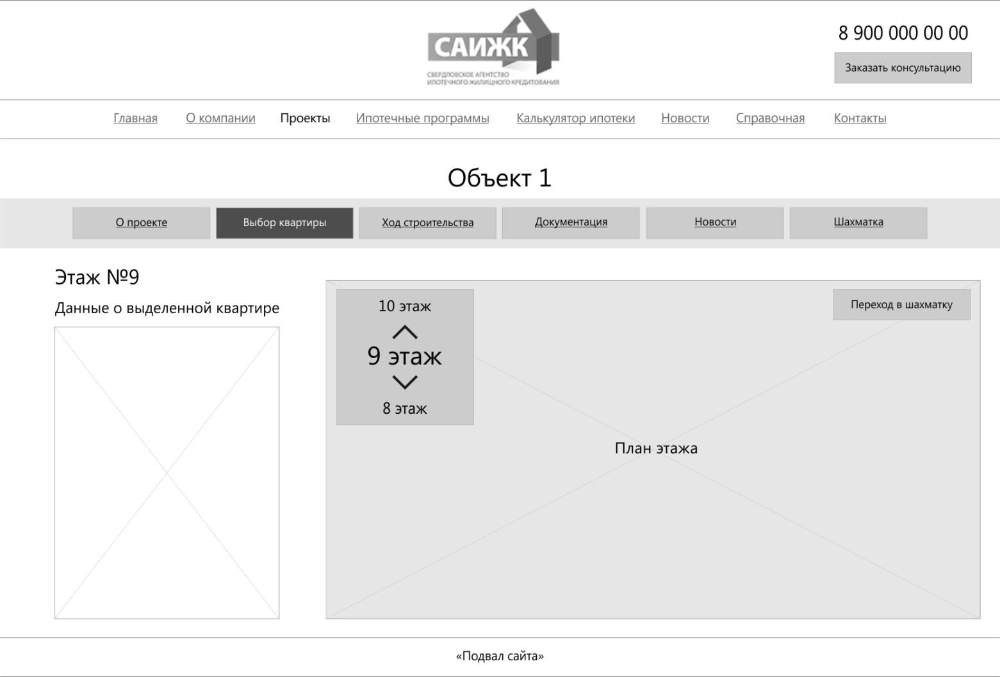 САИЖК
СВЕРДЛОВСКОЕ АГЕНТСТВО
ИПОТЕЧНОГО ЖИЛИЩНОГО КРЕДИТОВАНИЯ
8 900 000 00 00
Заказать консультацию
Главная О компании Проекты Ипотечные программы Калькулятор ипотеки Новости Справочная Контакты
Объект 1
О проекте Выбор квартиры Ход строительства Документация Новости Шахматка
Этаж №9
Данные о выделенной квартире
10 этаж
9 этаж
8 этаж
Переход в шахматку
План этажа
«Подвал сайта»